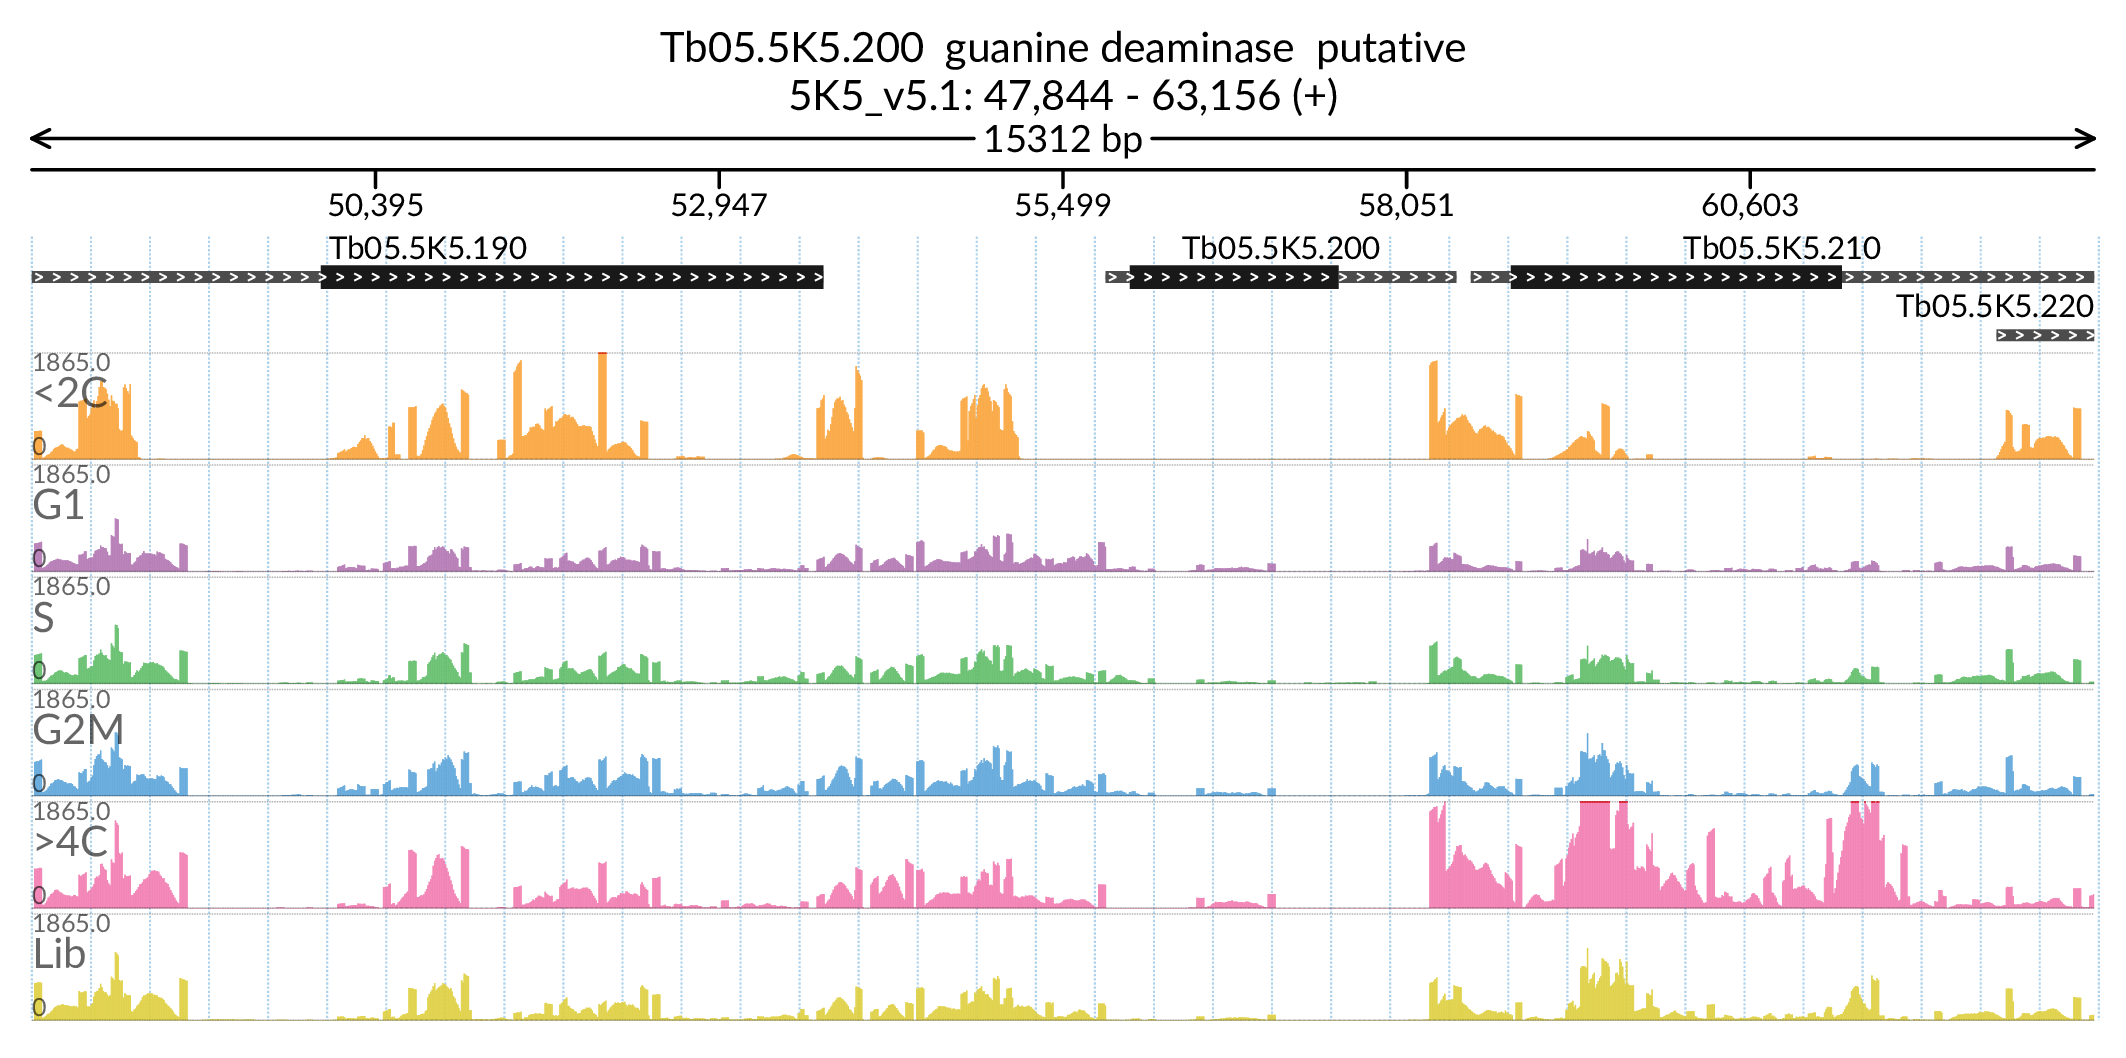 Tb05.5K5.200 guanine deaminase putative
5K5_v5.1: 47,844 - 63,156 (+)
15312 bp
50,395 52,947 55,499 58,051 60,603
Tb05.5K5.190 Tb05.5K5.200 Tb05.5K5.210
Tb05.5K5.220
1865.0
<2C
0
1865.0
G1
0
1865.0
S
0
1865.0
G2M
0
1865.0
>4C
0
1865.0
Lib
0